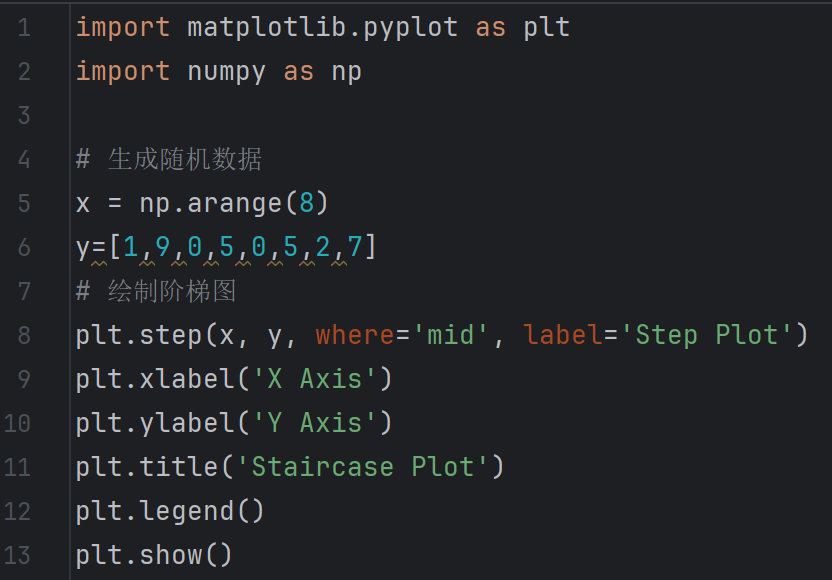 1 import matplotlib.pyplot as plt
2 import numpy as np
3
4 # 生成随机数据
5 x = np.arange(8)
6 y=[1,9,0,5,0,5,2,7]
7 # 绘制阶梯图
8 plt.step(x, y, where='mid', label='Step Plot')
9 plt.xlabel('X Axis')
10 plt.ylabel('Y Axis')
11 plt.title('Staircase Plot')
12 plt.legend()
13 plt.show()